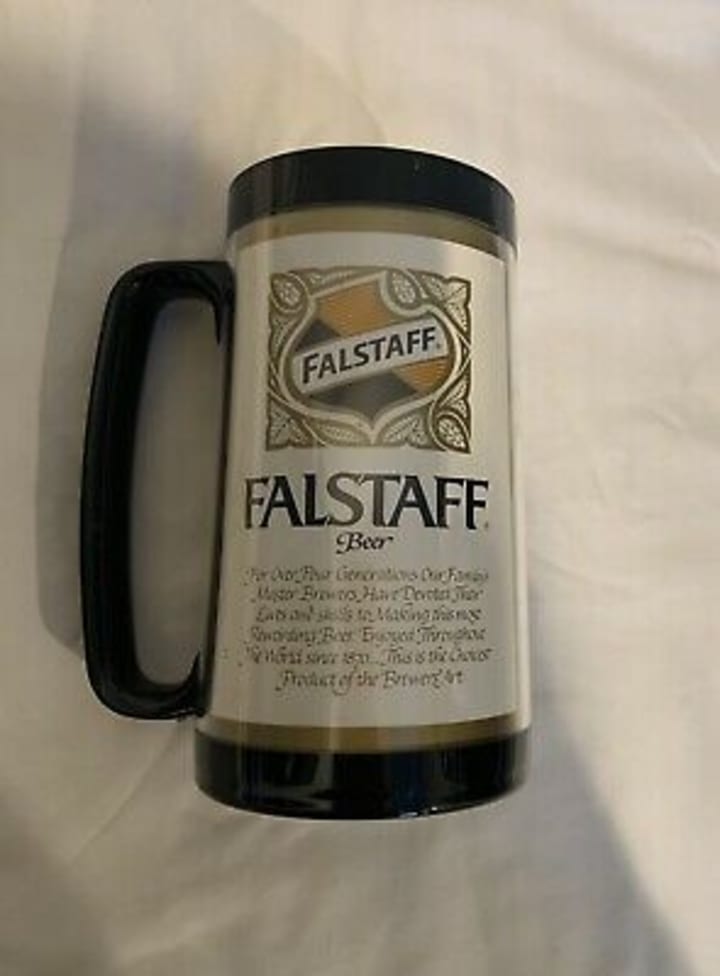 FALSTAFF®
FALSTAFF®
Beer
For Over Four Generations Our Family's
Master Brewers Have Devoted Their
Lives and skills to Making this most
Rewarding Beer Enjoyed Throughout
The World since 1870... This is the Choicest
Product of the Brewers' Art